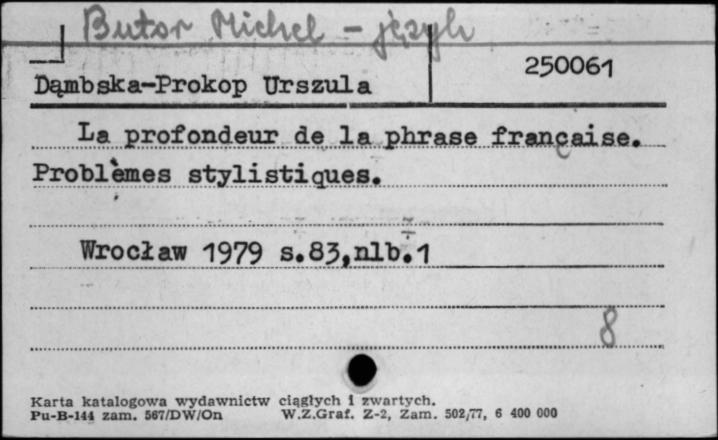 Butor Michel - język
250061
Dąmbska-Prokop Urszula
La profondeur de la phrase française.
Problèmes stylistiques.
Wrocław 1979 s.83,nlb.1
8
Karta katalogowa wydawnictw ciągłych i zwartych.
Pu-B-144 zam. 567/DW/On W.Z.Graf. Z-2, Zam. 502/77, 6 400 000